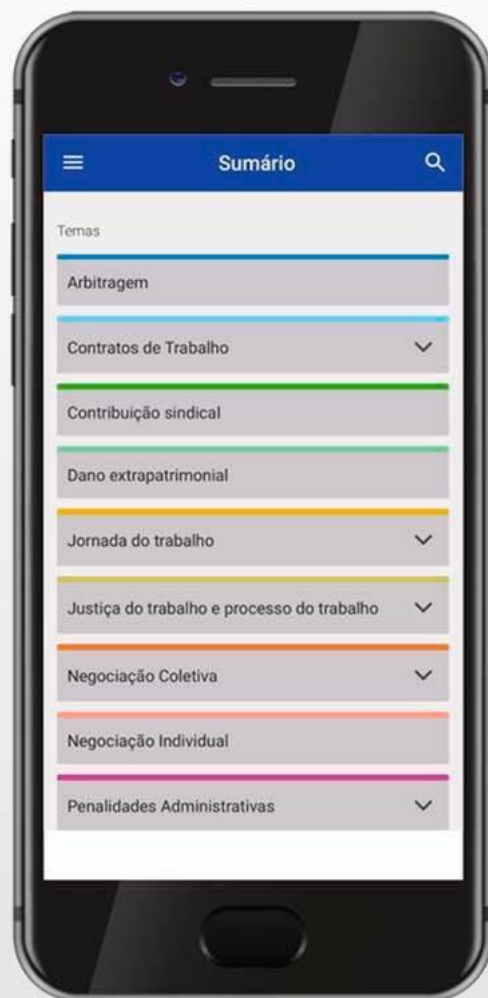 Sumário
Temas
Arbitragem
Contratos de Trabalho
Contribuição sindical
Dano extrapatrimonial
Jornada do trabalho
Justiça do trabalho e processo do trabalho
Negociação Coletiva
Negociação Individual
Penalidades Administrativas